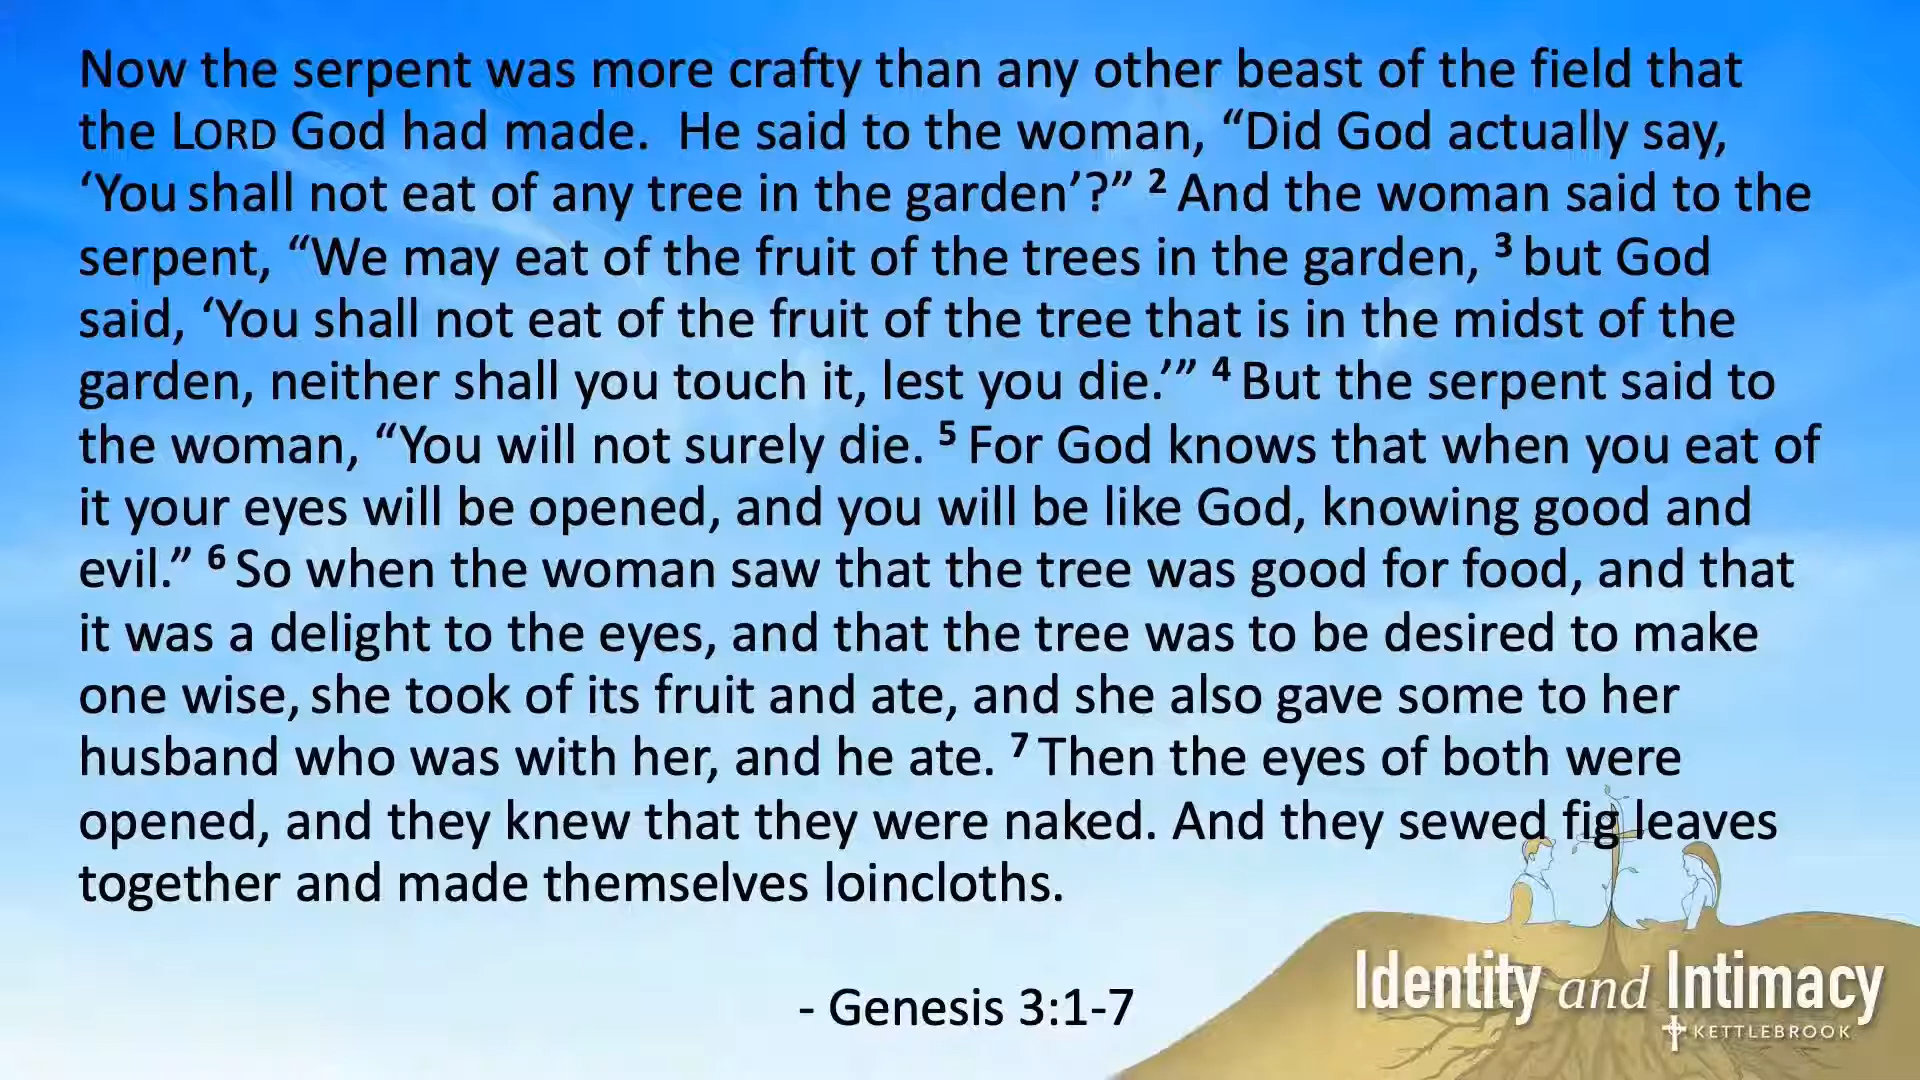 Now the serpent was more crafty than any other beast of the field that
the LORD God had made.  He said to the woman, “Did God actually say,
‘You shall not eat of any tree in the garden’?” ² And the woman said to the
serpent, “We may eat of the fruit of the trees in the garden, ³ but God
said, ‘You shall not eat of the fruit of the tree that is in the midst of the
garden, neither shall you touch it, lest you die.’” ⁴ But the serpent said to
the woman, “You will not surely die. ⁵ For God knows that when you eat of
it your eyes will be opened, and you will be like God, knowing good and
evil.” ⁶ So when the woman saw that the tree was good for food, and that
it was a delight to the eyes, and that the tree was to be desired to make
one wise, she took of its fruit and ate, and she also gave some to her
husband who was with her, and he ate. ⁷ Then the eyes of both were
opened, and they knew that they were naked. And they sewed fig leaves
together and made themselves loincloths.
- Genesis 3:1-7
Identity and Intimacy
KETTLEBROOK